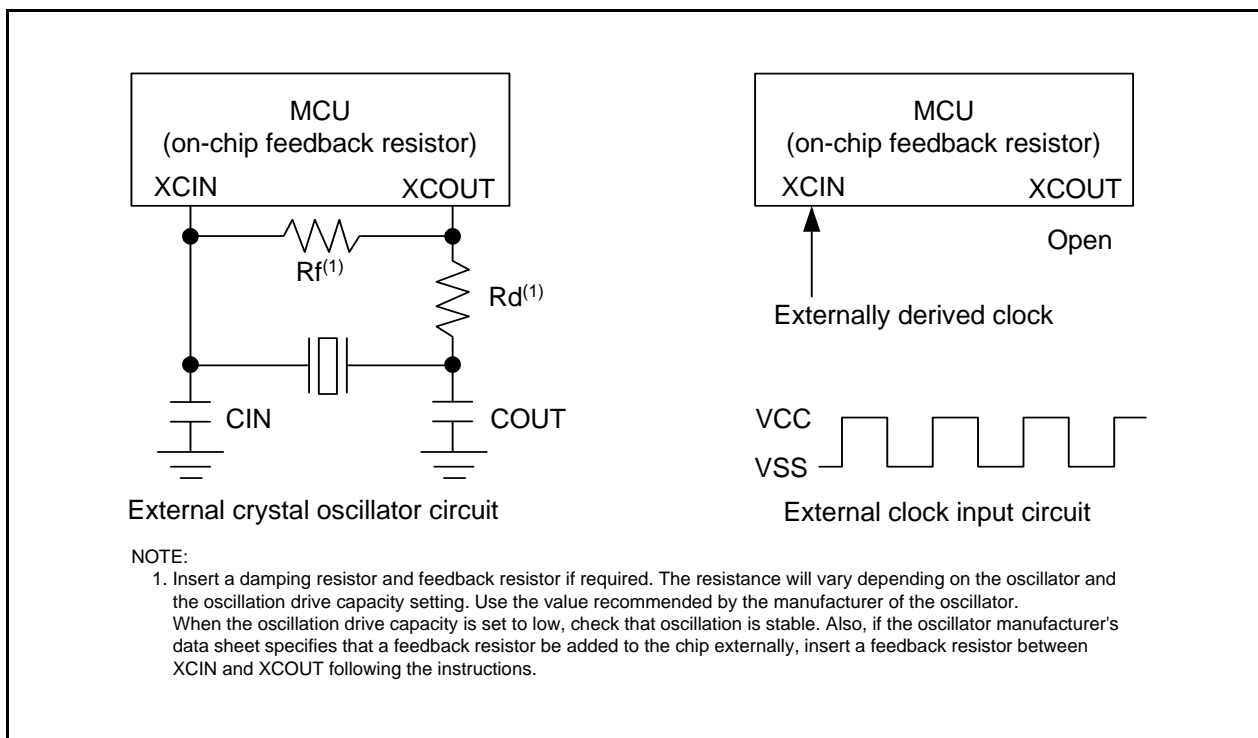 MCU
(on-chip feedback resistor)
XCIN
XCOUT
Rf(1)
Rd(1)
CIN
COUT
External crystal oscillator circuit
MCU
(on-chip feedback resistor)
XCIN
XCOUT
Open
Externally derived clock
VCC
VSS
External clock input circuit
NOTE:
1. Insert a damping resistor and feedback resistor if required. The resistance will vary depending on the oscillator and
the oscillation drive capacity setting. Use the value recommended by the manufacturer of the oscillator.
When the oscillation drive capacity is set to low, check that oscillation is stable. Also, if the oscillator manufacturer's
data sheet specifies that a feedback resistor be added to the chip externally, insert a feedback resistor between
XCIN and XCOUT following the instructions.